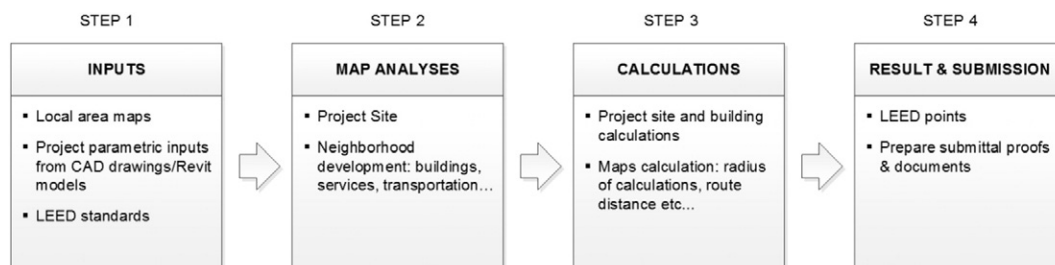 STEP 1
INPUTS
▪ Local area maps
▪ Project parametric inputs
from CAD drawings/Revit
models
▪ LEED standards
STEP 2
MAP ANALYSES
▪ Project Site
▪ Neighborhood
development: buildings,
services, transportation...
STEP 3
CALCULATIONS
▪ Project site and building
calculations
▪ Maps calculation: radius
of calculations, route
distance etc...
STEP 4
RESULT & SUBMISSION
▪ LEED points
▪ Prepare submittal proofs
& documents